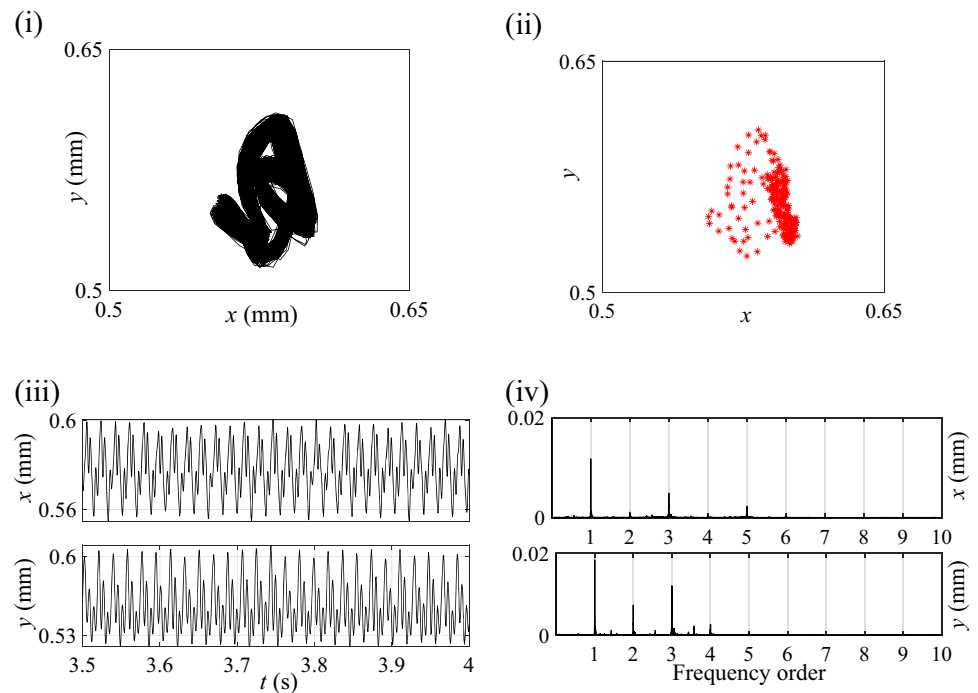 (i)
0.65
y (mm)
0.5
0.5
x (mm)
0.65
(ii)
0.65
y
0.5
0.5
x
0.65
(iii)
0.6
x (mm)
0.56
0.6
y (mm)
0.53
3.5 3.6 3.7 3.8 3.9 4
t (s)
(iv)
0.02
x (mm)
0
1 2 3 4 5 6 7 8 9 10
0.02
y (mm)
0
1 2 3 4 5 6 7 8 9 10
Frequency order